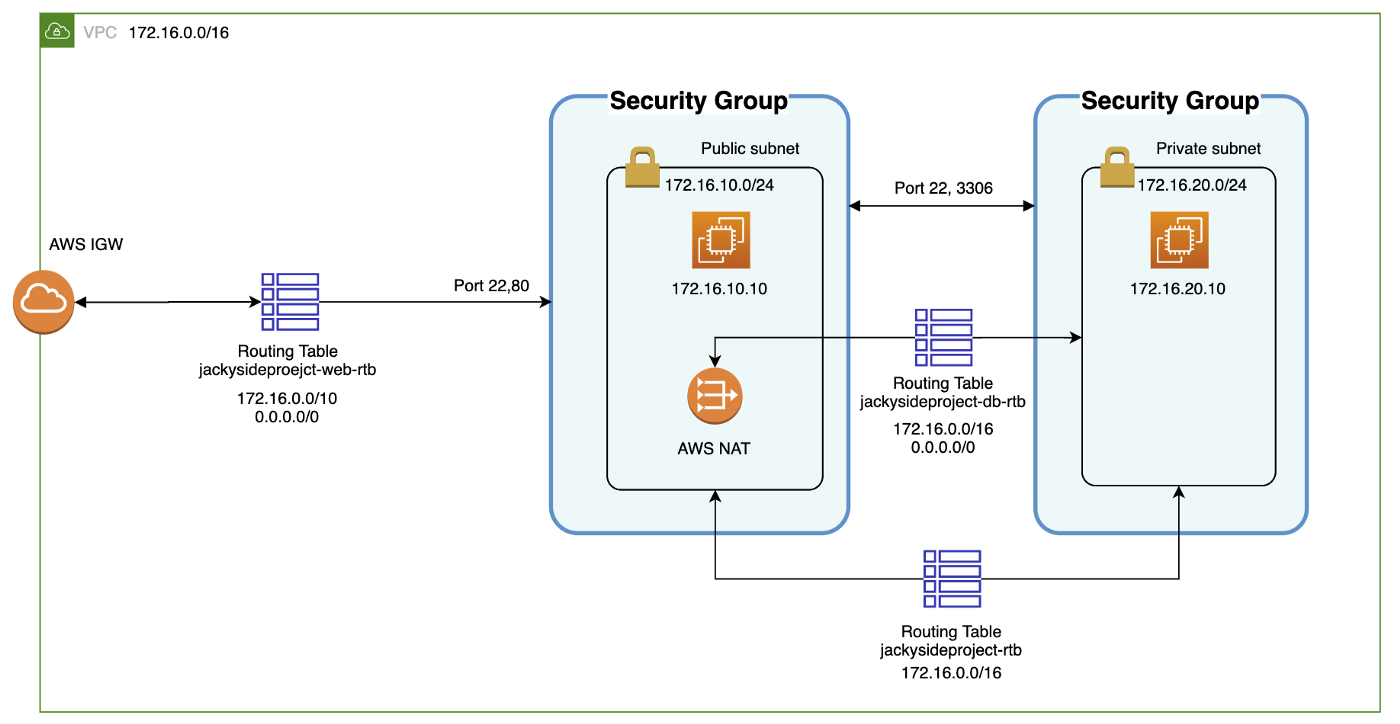 VPC 172.16.0.0/16
Security Group
Security Group
Public subnet
172.16.10.0/24
172.16.10.10
AWS NAT
Private subnet
172.16.20.0/24
172.16.20.10
Port 22, 3306
AWS IGW
Port 22,80
Routing Table
jackysideproejct-web-rtb
172.16.0.0/10
0.0.0.0/0
Routing Table
jackysideproject-db-rtb
172.16.0.0/16
0.0.0.0/0
Routing Table
jackysideproject-rtb
172.16.0.0/16